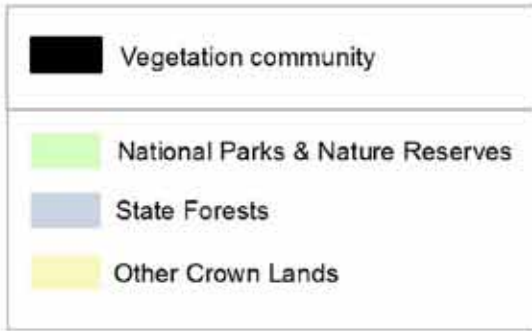 Vegetation community
National Parks & Nature Reserves
State Forests
Other Crown Lands